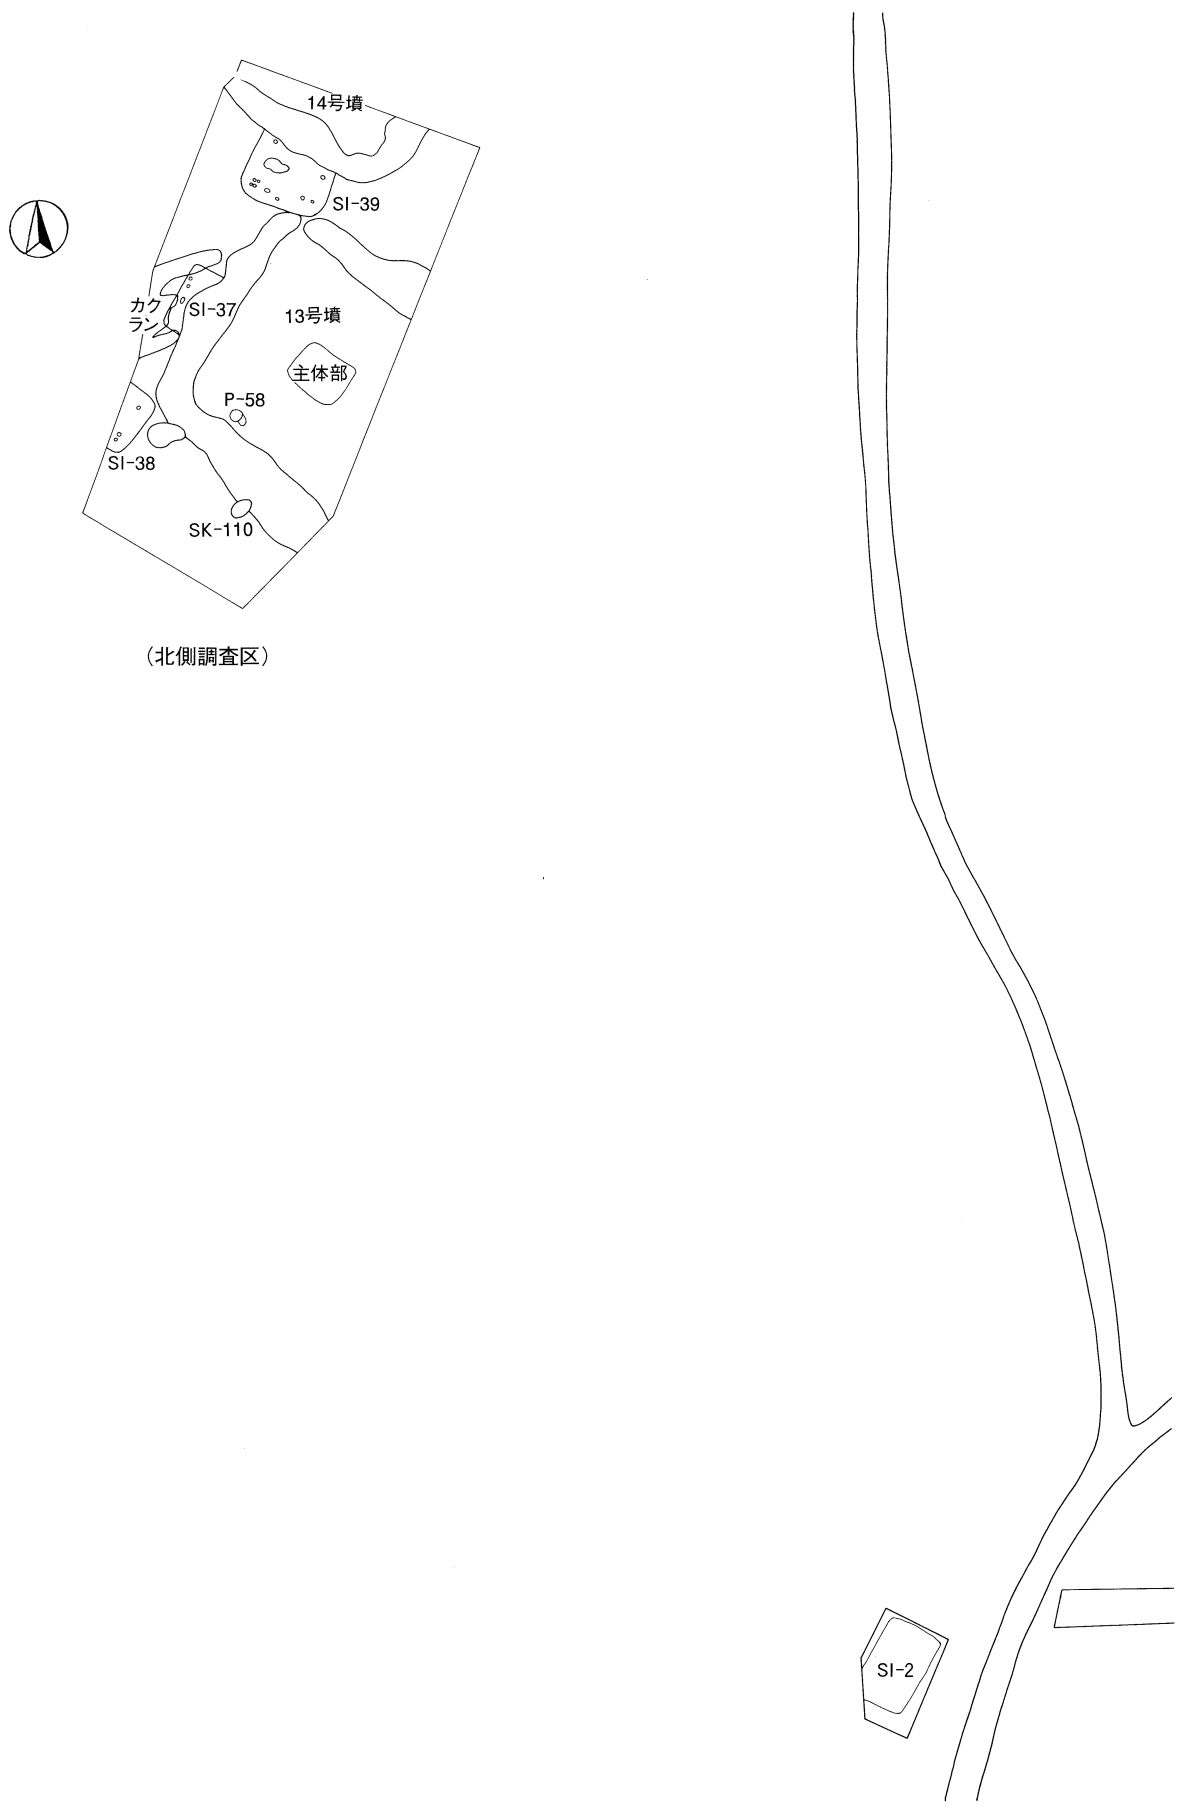 14号墳
SI-39
カク
ラン
SI-37
13号墳
主体部
P-58
SI-38
SK-110
（北側調査区）
SI-2